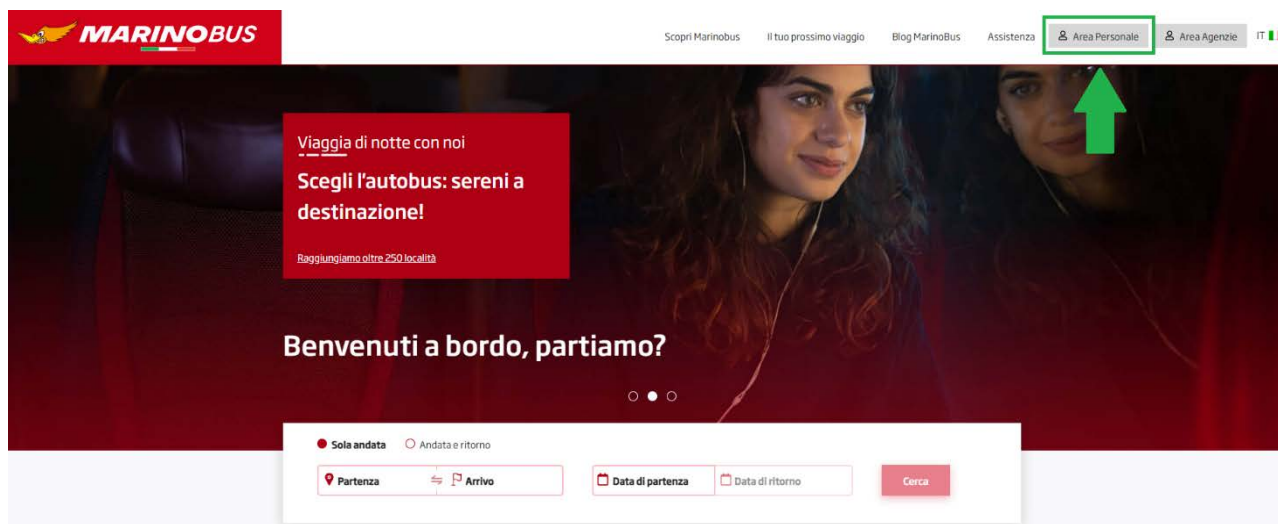 MARINOBUS
Scopri Marinobus Il tuo prossimo viaggio Blog MarinoBus Assistenza Area Personale Area Agenzie IT
Viaggia di notte con noi
Scegli l'autobus: sereni a
destinazione!
Raggiungiamo oltre 250 località
Benvenuti a bordo, partiamo?
Sola andata Andata e ritorno
Partenza Arrivo Data di partenza Data di ritorno Cerca